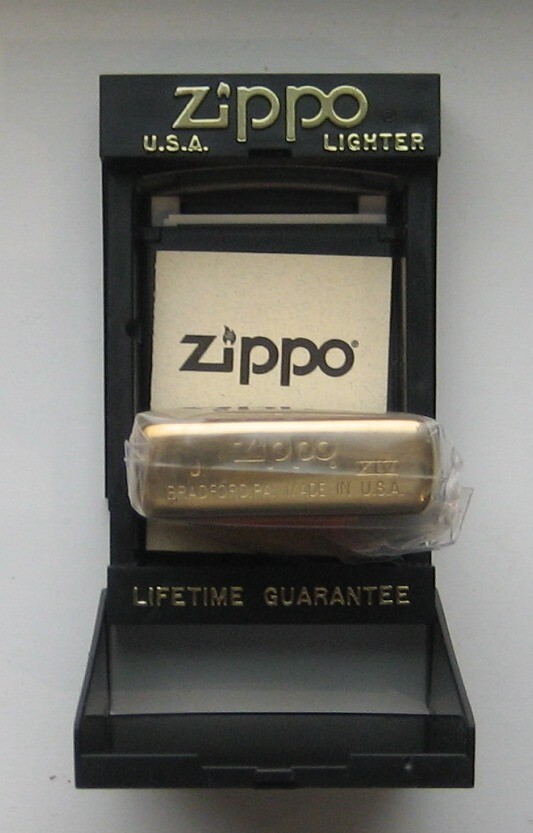 zippo®
U.S.A. LIGHTER
zippo®
J zippo XIV
BRADFORD.PA. MADE IN U.S.A.
LIFETIME GUARANTEE